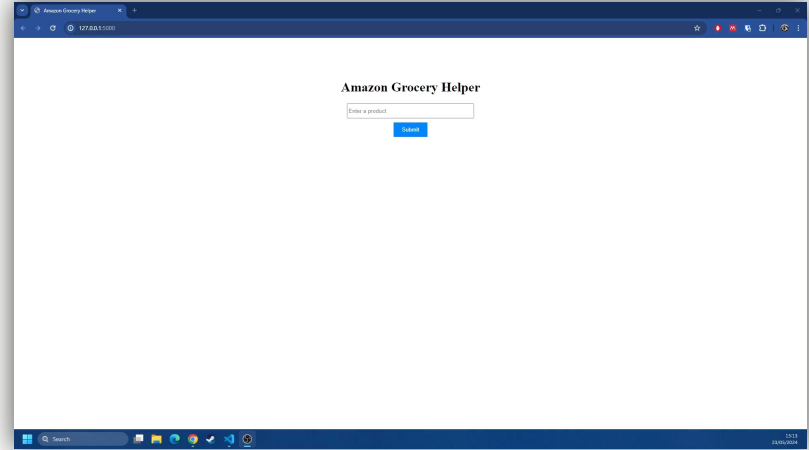 Amazon Grocery Helper
127.0.0.1:5000
Amazon Grocery Helper
Enter a product
Submit
Search
15:13
23/05/2024